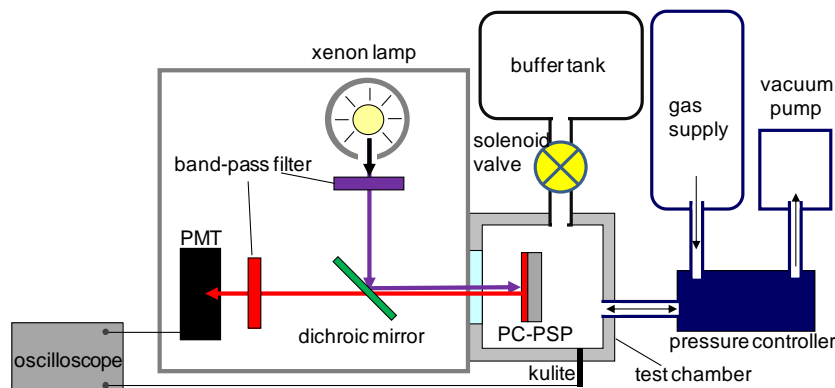 xenon lamp
buffer tank
vacuum
pump
gas
supply
solenoid
valve
band-pass filter
PMT
dichroic mirror
PC-PSP
pressure controller
oscilloscope
kulite
test chamber